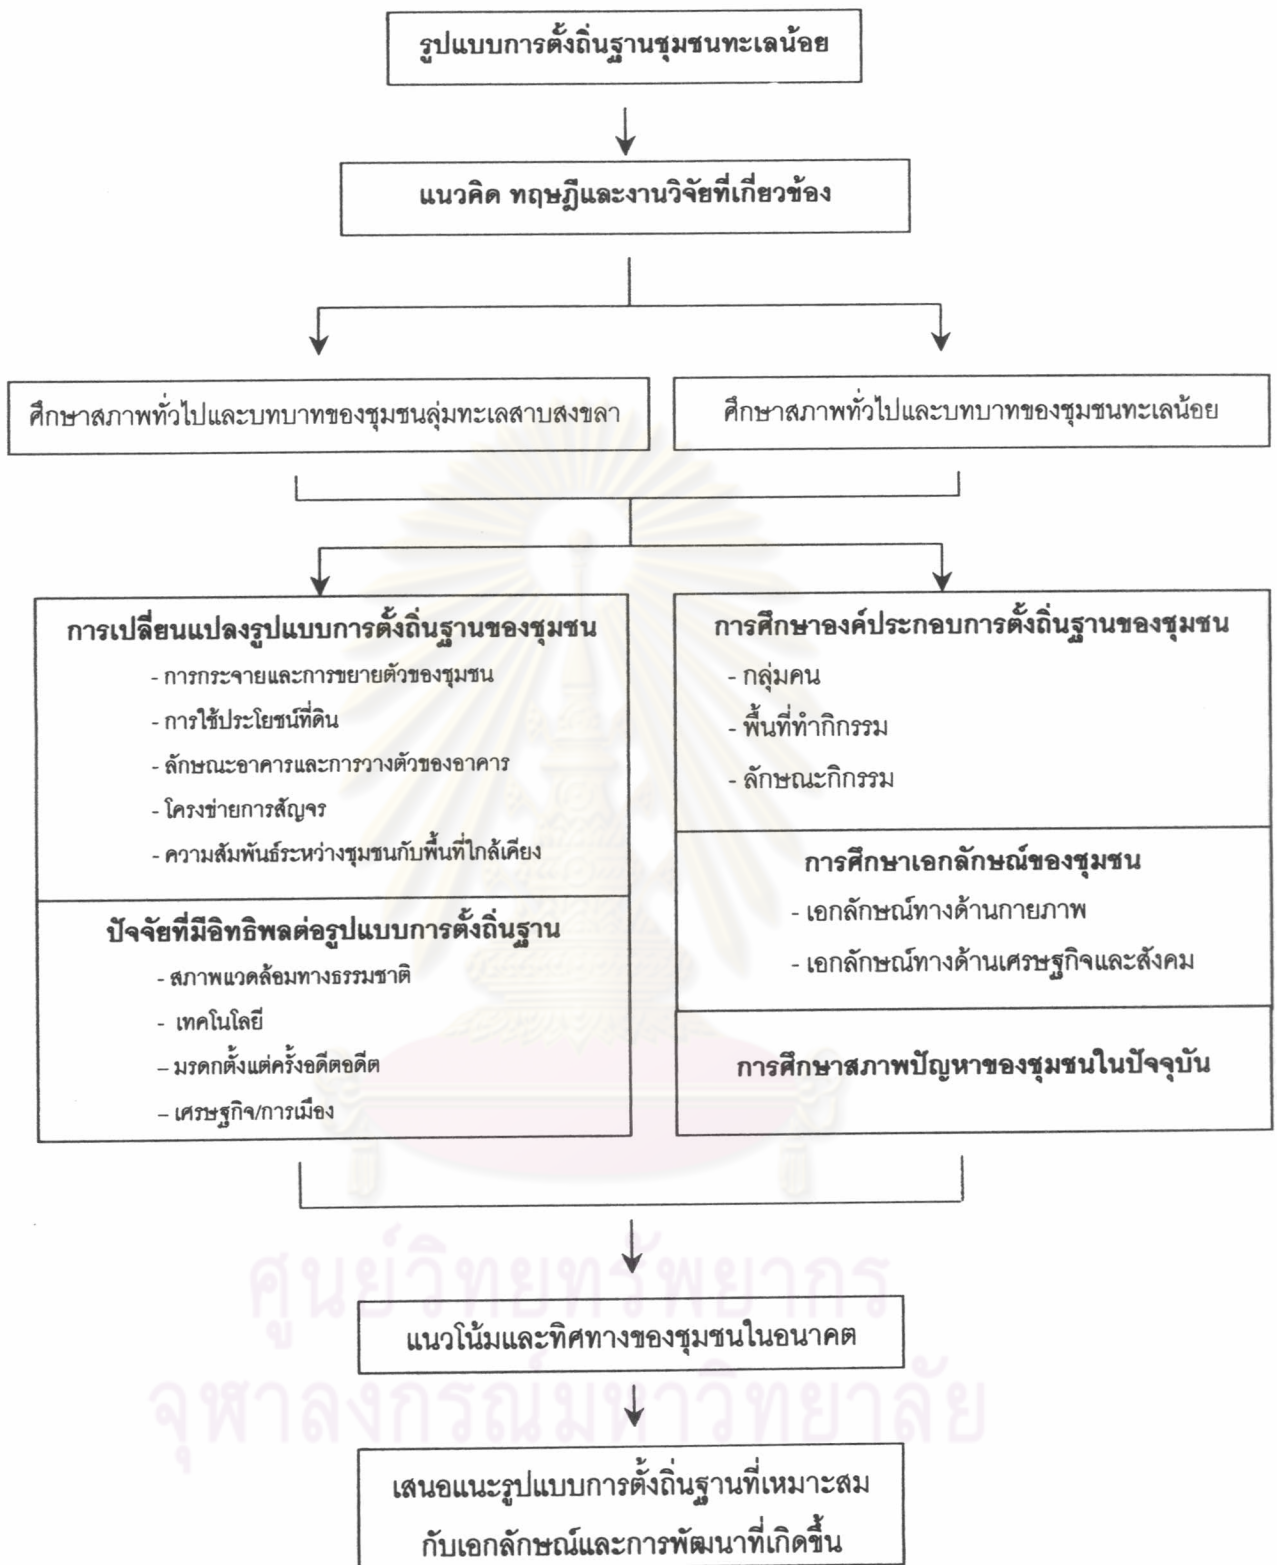 รูปแบบการตั้งถิ่นฐานชุมชนทะเลน้อย
แนวคิด ทฤษฎีและงานวิจัยที่เกี่ยวข้อง
ศึกษาสภาพทั่วไปและบทบาทของชุมชนลุ่มทะเลสาบสงขลา
ศึกษาสภาพทั่วไปและบทบาทของชุมชนทะเลน้อย
การเปลี่ยนแปลงรูปแบบการตั้งถิ่นฐานของชุมชน
- การกระจายและการขยายตัวของชุมชน
- การใช้ประโยชน์ที่ดิน
- ลักษณะอาคารและการวางตัวของอาคาร
- โครงข่ายการสัญจร
- ความสัมพันธ์ระหว่างชุมชนกับพื้นที่ใกล้เคียง
ปัจจัยที่มีอิทธิพลต่อรูปแบบการตั้งถิ่นฐาน
- สภาพแวดล้อมทางธรรมชาติ
- เทคโนโลยี
– มรดกตั้งแต่ครั้งอดีตอดีต
– เศรษฐกิจ/การเมือง
การศึกษาองค์ประกอบการตั้งถิ่นฐานของชุมชน
- กลุ่มคน
- พื้นที่ทำกิกรรม
- ลักษณะกิกรรม
การศึกษาเอกลักษณ์ของชุมชน
- เอกลักษณ์ทางด้านกายภาพ
- เอกลักษณ์ทางด้านเศรษฐกิจและสังคม
การศึกษาสภาพปัญหาของชุมชนในปัจจุบัน
แนวโน้มและทิศทางของชุมชนในอนาคต
เสนอแนะรูปแบบการตั้งถิ่นฐานที่เหมาะสม
กับเอกลักษณ์และการพัฒนาที่เกิดขึ้น
ศูนย์วิทยทรัพยากร
จุฬาลงกรณ์มหาวิทยาลัย